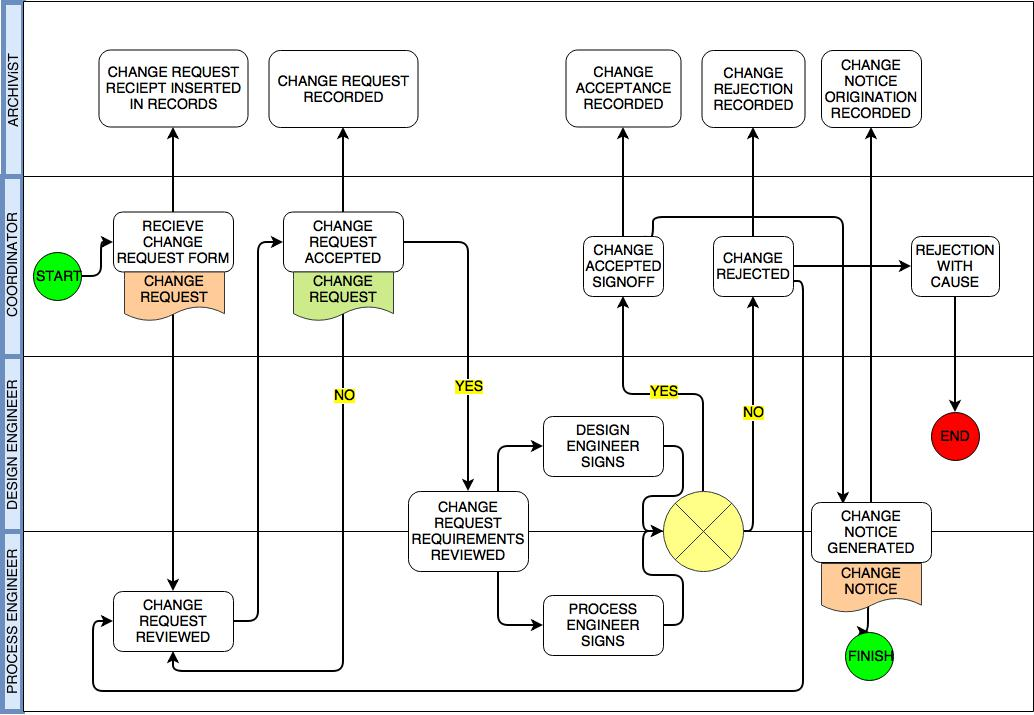 ARCHIVIST
CHANGE REQUEST
RECIEPT INSERTED
IN RECORDS
CHANGE REQUEST
RECORDED
CHANGE
ACCEPTANCE
RECORDED
CHANGE
REJECTION
RECORDED
CHANGE
NOTICE
ORIGINATION
RECORDED
COORDINATOR
START
RECIEVE
CHANGE
REQUEST FORM
CHANGE
REQUEST
CHANGE
REQUEST
ACCEPTED
CHANGE
REQUEST
CHANGE
ACCEPTED
SIGNOFF
CHANGE
REJECTED
REJECTION
WITH
CAUSE
DESIGN ENGINEER
NO
YES
YES
NO
DESIGN
ENGINEER
SIGNS
END
CHANGE
REQUEST
REQUIREMENTS
REVIEWED
CHANGE
NOTICE
GENERATED
CHANGE
NOTICE
PROCESS ENGINEER
CHANGE
REQUEST
REVIEWED
PROCESS
ENGINEER
SIGNS
FINISH